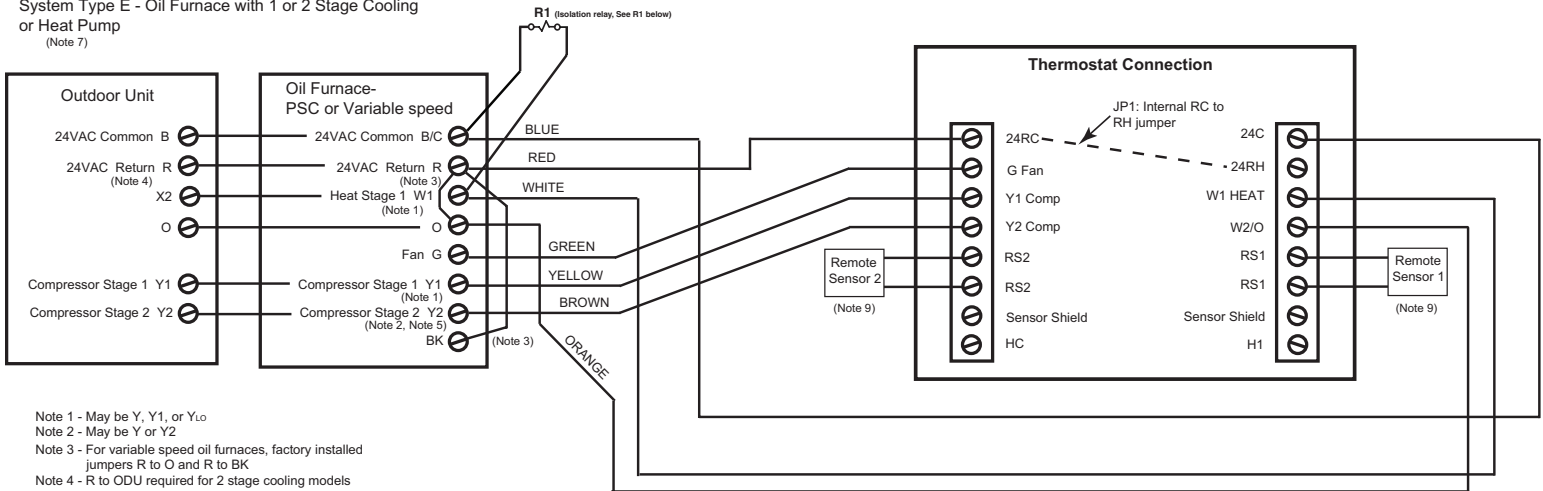 System Type E - Oil Furnace with 1 or 2 Stage Cooling
or Heat Pump
(Note 7)
R1 (Isolation relay, See R1 below)
Outdoor Unit
24VAC Common B
24VAC Return R
(Note 4)
X2
O
Compressor Stage 1 Y1
Compressor Stage 2 Y2
Oil Furnace-
PSC or Variable speed
24VAC Common B/C
24VAC Return R
(Note 3)
Heat Stage 1 W1
(Note 1)
O
Fan G
Compressor Stage 1 Y1
(Note 1)
Compressor Stage 2 Y2
(Note 2, Note 5)
BK
(Note 3)
BLUE
RED
WHITE
GREEN
YELLOW
BROWN
ORANGE
Thermostat Connection
JP1: Internal RC to
RH jumper
24RC
G Fan
Y1 Comp
Y2 Comp
RS2
RS2
Sensor Shield
HC
24C
24RH
W1 HEAT
W2/O
RS1
RS1
Sensor Shield
H1
Remote
Sensor 2
(Note 9)
Remote
Sensor 1
(Note 9)
Note 1 - May be Y, Y1, or YLO
Note 2 - May be Y or Y2
Note 3 - For variable speed oil furnaces, factory installed
jumpers R to O and R to BK
Note 4 - R to ODU required for 2 stage cooling models